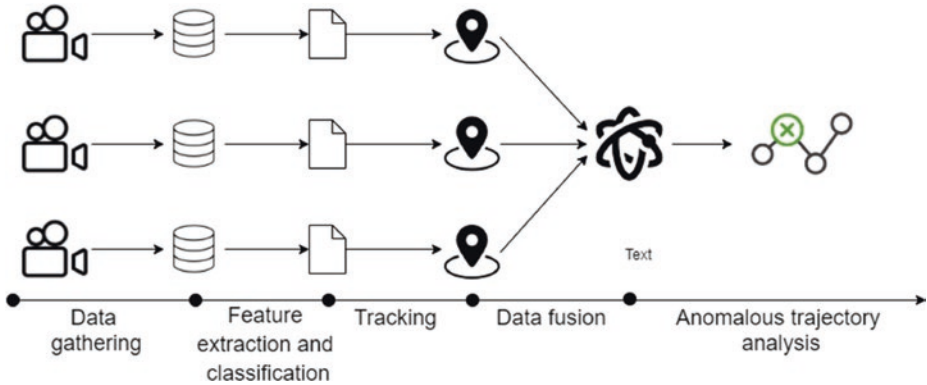 Text
Data
gathering
Feature
extraction and
classification
Tracking
Data fusion
Anomalous trajectory
analysis